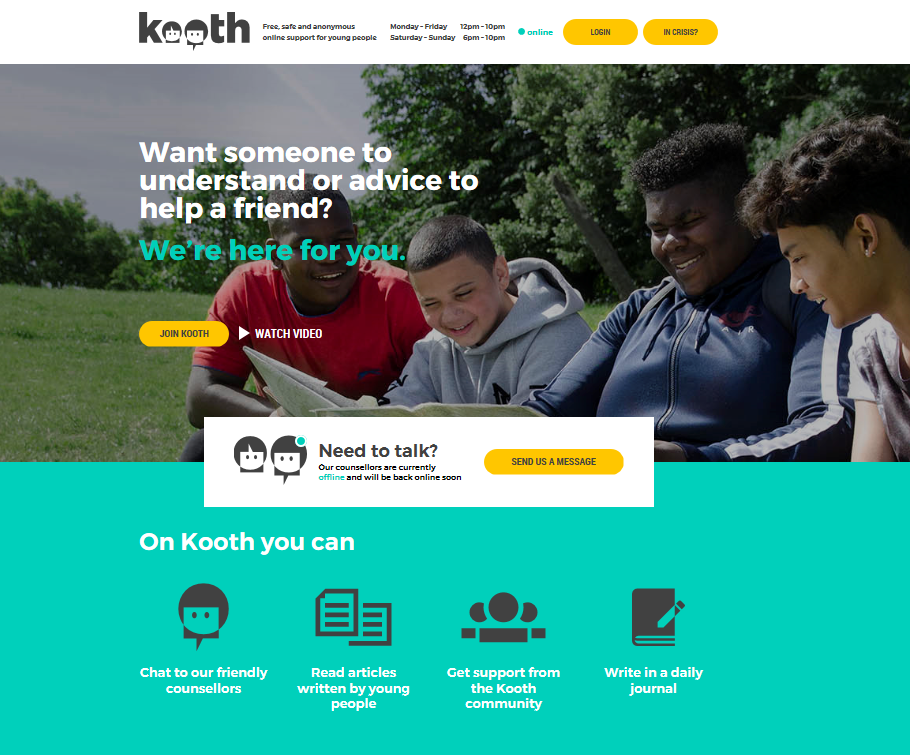 kooth
Free, safe and anonymous
online support for young people
Monday – Friday 12pm – 10pm
Saturday – Sunday 6pm – 10pm
online
LOGIN
IN CRISIS?
Want someone to
understand or advice to
help a friend?
We're here for you.
JOIN KOOTH
WATCH VIDEO
AIR
Need to talk?
Our counsellors are currently
offline and will be back online soon
SEND US A MESSAGE
On Kooth you can
Chat to our friendly
counsellors
Read articles
written by young
people
Get support from
the Kooth
community
Write in a daily
journal